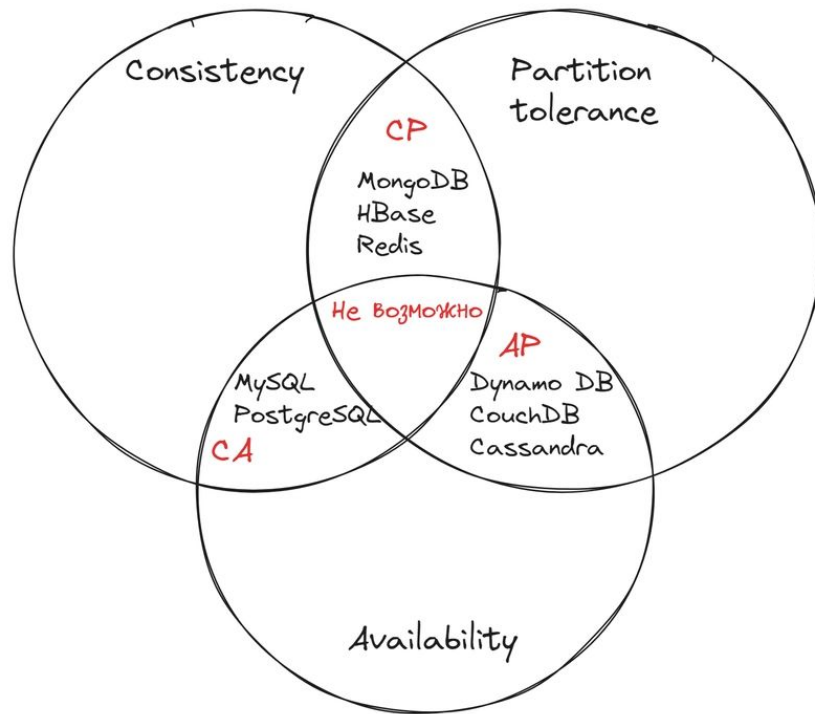 Consistency
Partition
tolerance
CP
MongoDB
HBase
Redis
Не возможно
AP
MySQL
PostgreSQL
CA
Dynamo DB
CouchDB
Cassandra
Availability